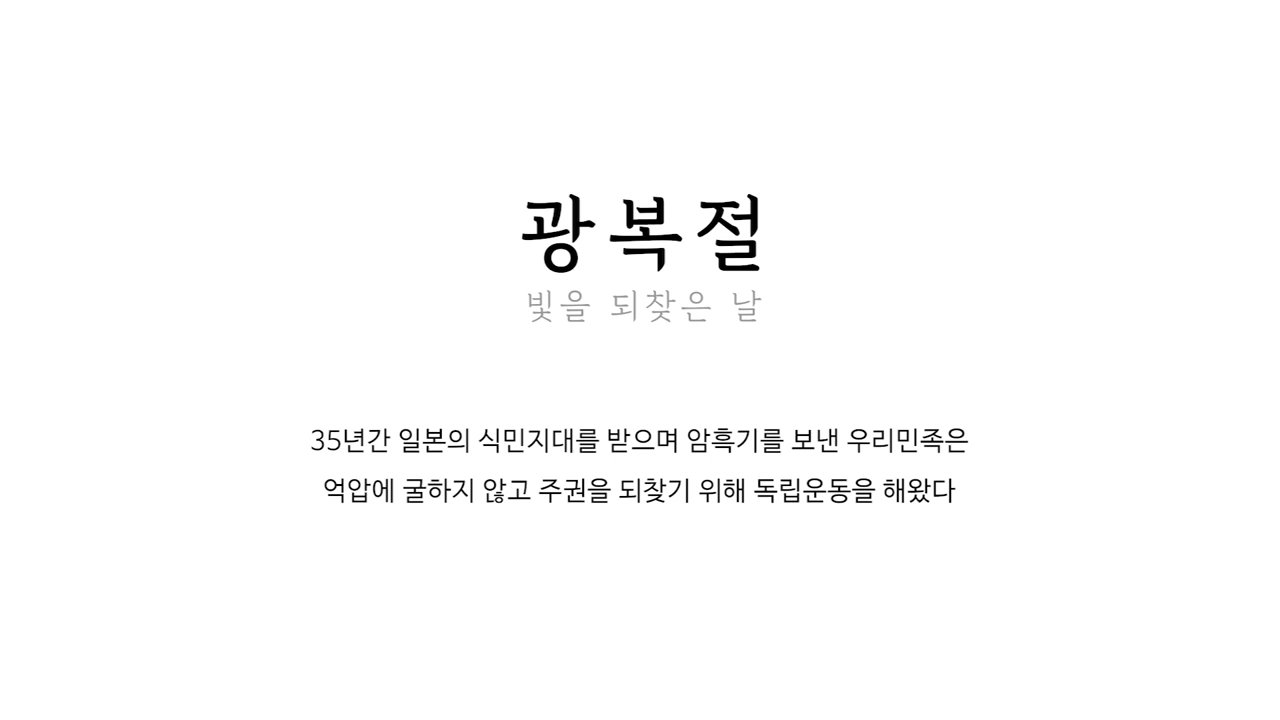 광복절
빛을 되찾은 날
35년간 일본의 식민지대를 받으며 암흑기를 보낸 우리민족은
억압에 굴하지 않고 주권을 되찾기 위해 독립운동을 해왔다